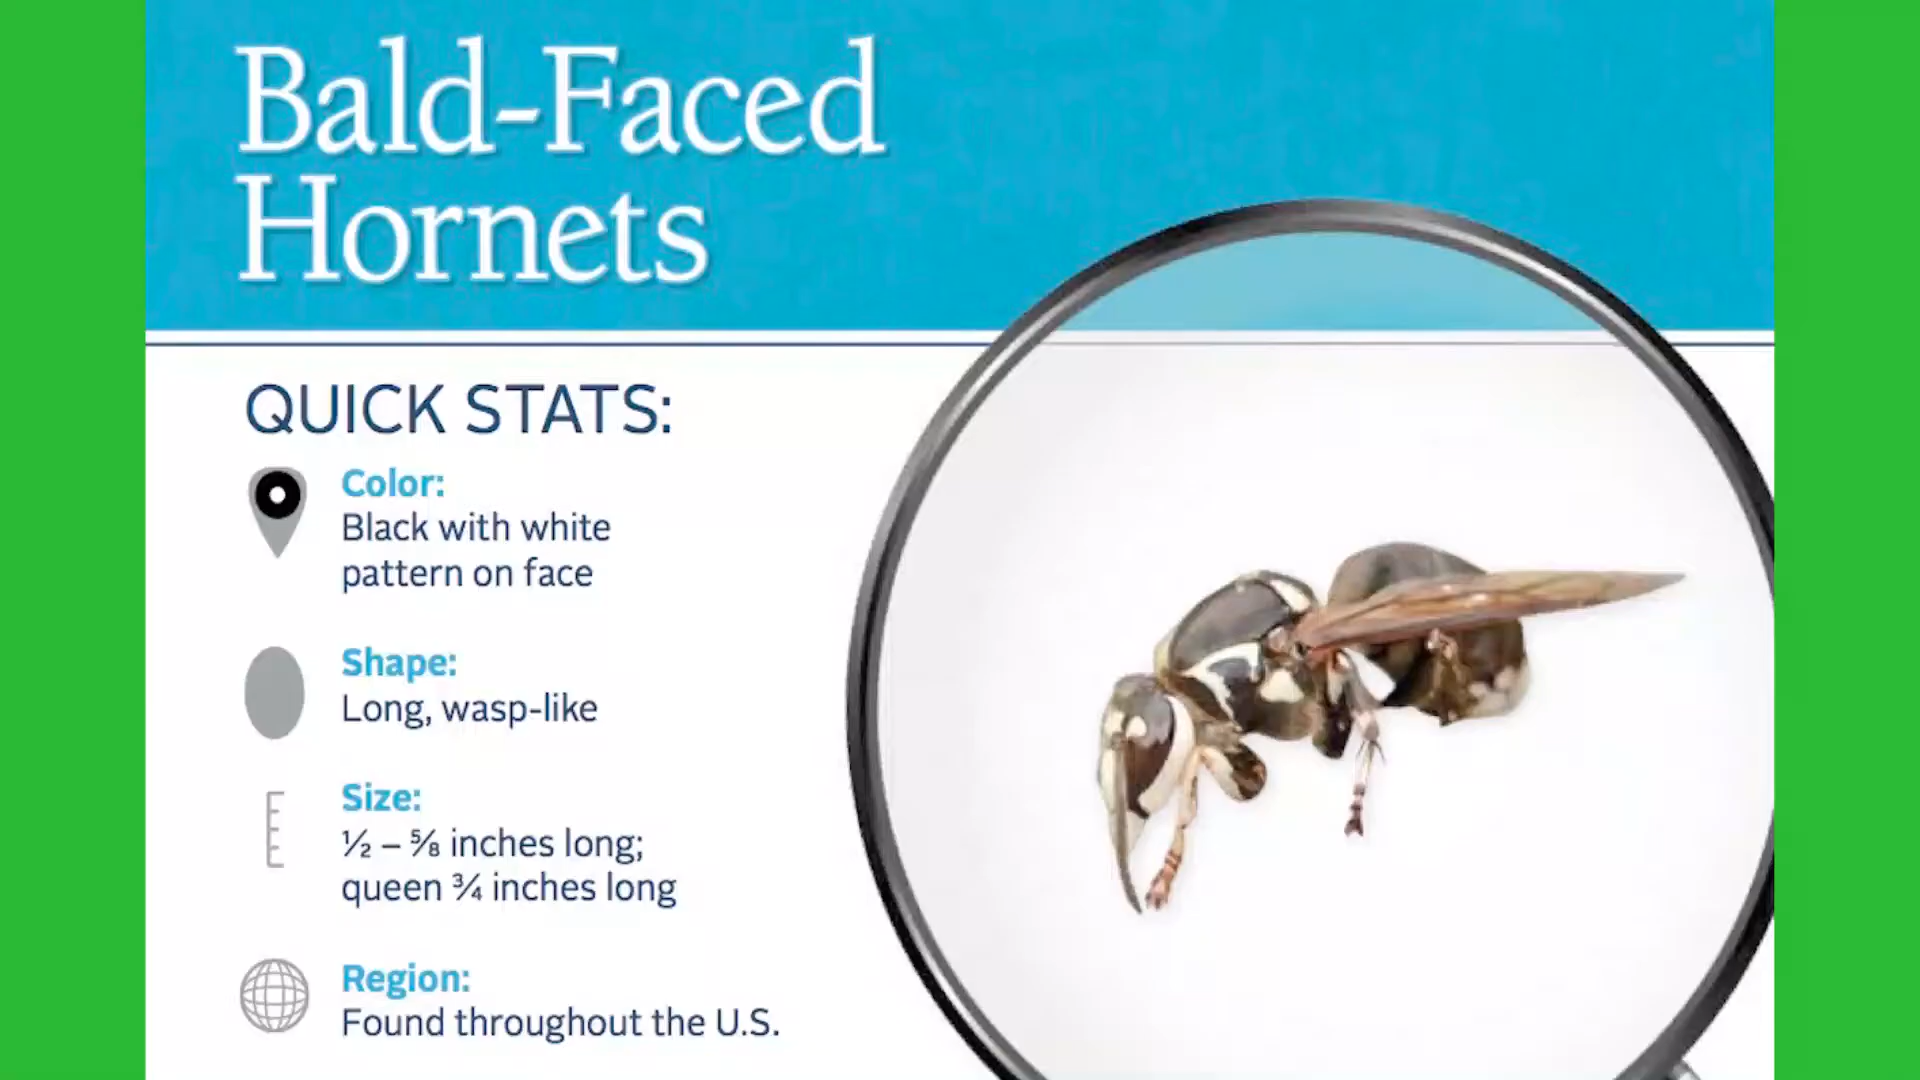 Bald-Faced
Hornets
QUICK STATS:
Color:
Black with white
pattern on face
Shape:
Long, wasp-like
Size:
½ – ⅝ inches long;
queen ¾ inches long
Region:
Found throughout the U.S.